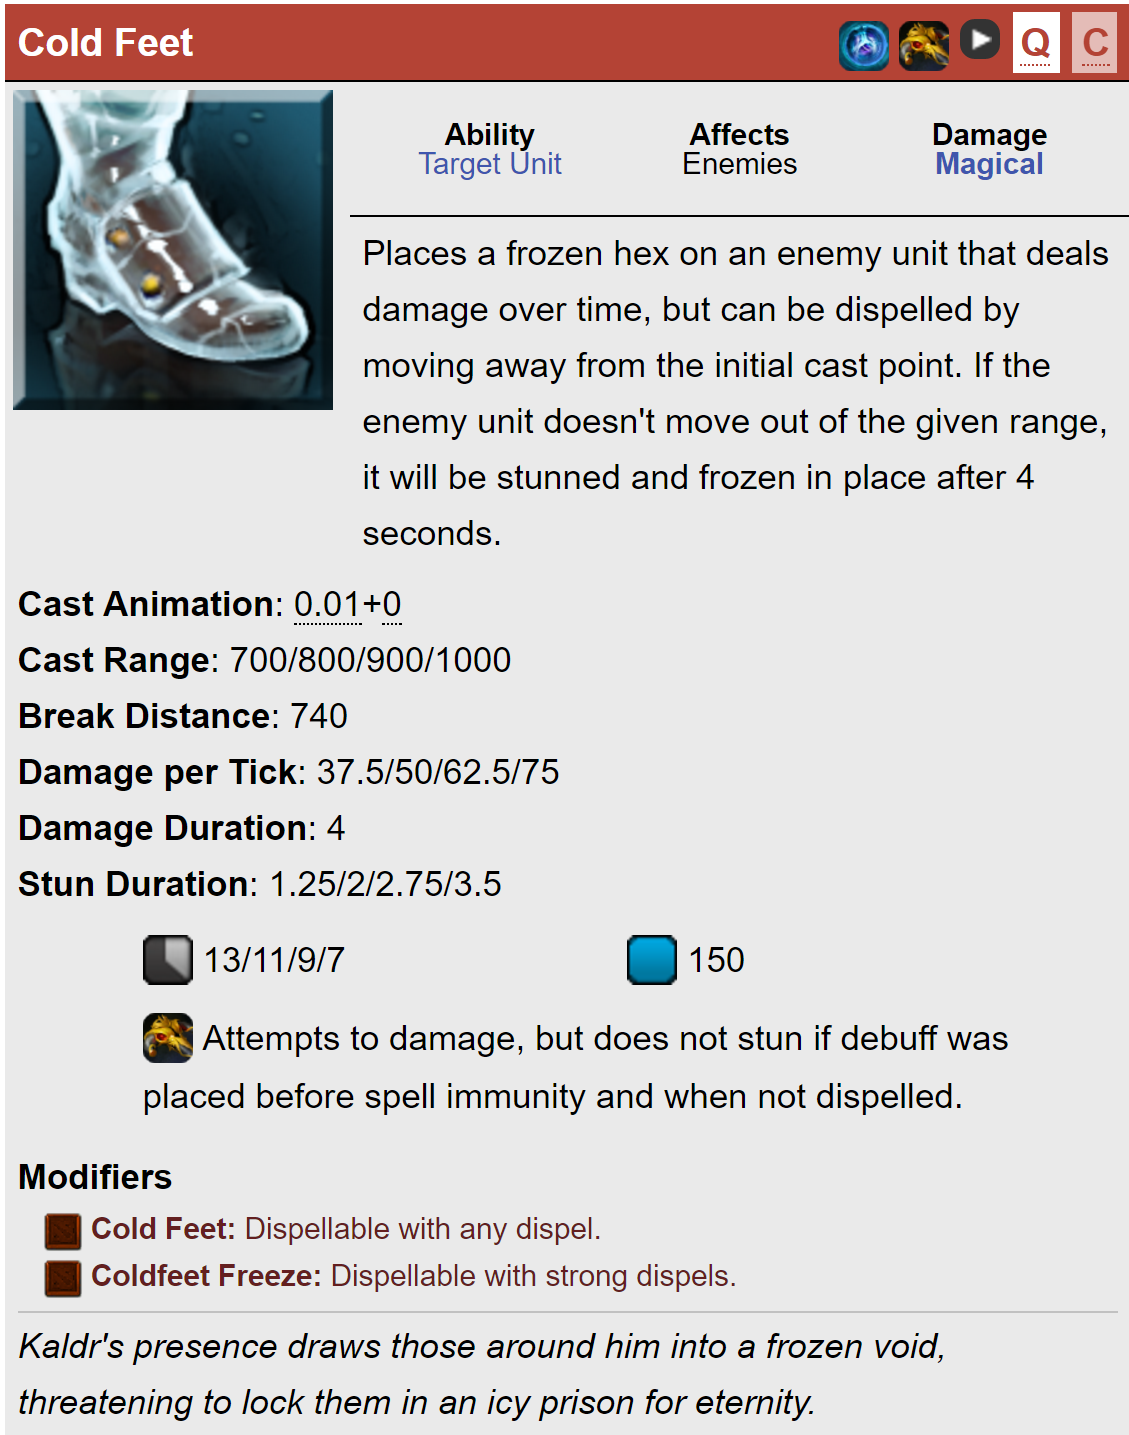 Cold Feet
Q
C
Ability
Target Unit
Affects
Enemies
Damage
Magical
Places a frozen hex on an enemy unit that deals
damage over time, but can be dispelled by
moving away from the initial cast point. If the
enemy unit doesn't move out of the given range,
it will be stunned and frozen in place after 4
seconds.
Cast Animation: 0.01+0
Cast Range: 700/800/900/1000
Break Distance: 740
Damage per Tick: 37.5/50/62.5/75
Damage Duration: 4
Stun Duration: 1.25/2/2.75/3.5
13/11/9/7
150
Attempts to damage, but does not stun if debuff was
placed before spell immunity and when not dispelled.
Modifiers
Cold Feet: Dispellable with any dispel.
Coldfeet Freeze: Dispellable with strong dispels.
Kaldr's presence draws those around him into a frozen void,
threatening to lock them in an icy prison for eternity.